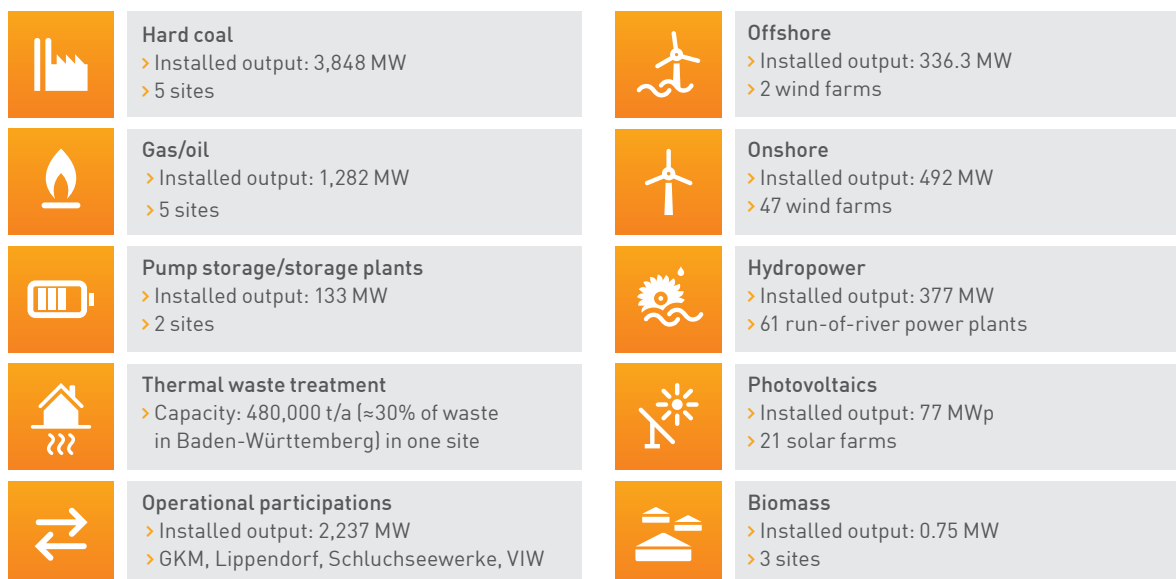 Hard coal
› Installed output: 3,848 MW
› 5 sites
Gas/oil
› Installed output: 1,282 MW
› 5 sites
Pump storage/storage plants
› Installed output: 133 MW
› 2 sites
Thermal waste treatment
› Capacity: 480,000 t/a (≈30% of waste
in Baden-Württemberg) in one site
Operational participations
› Installed output: 2,237 MW
› GKM, Lippendorf, Schluchseewerke, VIW
Offshore
› Installed output: 336.3 MW
› 2 wind farms
Onshore
› Installed output: 492 MW
› 47 wind farms
Hydropower
› Installed output: 377 MW
› 61 run-of-river power plants
Photovoltaics
› Installed output: 77 MWp
› 21 solar farms
Biomass
› Installed output: 0.75 MW
› 3 sites